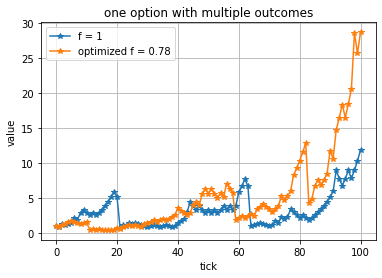 one option with multiple outcomes
f = 1
optimized f = 0.78
value
30
25
20
15
10
5
0
0 20 40 60 80 100
tick